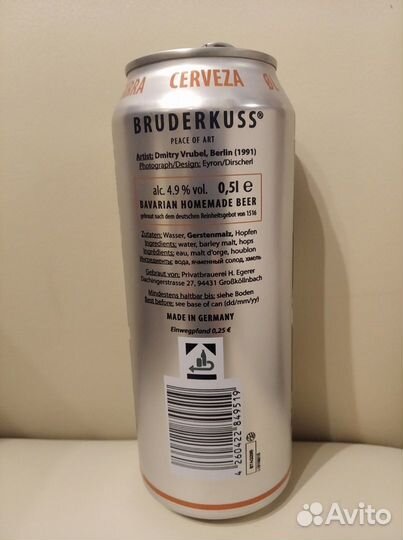 BIRRA CERVEZA
BRUDERKUSS®
PEACE OF ART
Artist: Dmitry Vrubel, Berlin (1991)
Photograph/Design: Eyron/Dirscherl
alc. 4.9 % vol. 0,5l e
BAVARIAN HOMEMADE BEER
gebraut nach dem deutschen Reinheitsgebot von 1516
Zutaten: Wasser, Gerstenmalz, Hopfen
Ingredients: water, barley malt, hops
Ingrédients: eau, malt d'orge, houblon
Ингредиенты: вода, ячменный солод, хмель
Gebraut von: Privatbrauerei H. Egerer
Dachingerstrasse 27, 94431 Großköllnbach
Mindestens haltbar bis: siehe Boden
Best before: see base of can (dd/mm/yy)
MADE IN GERMANY
Einwegpfand 0,25 €
4 260422 849519
Avito